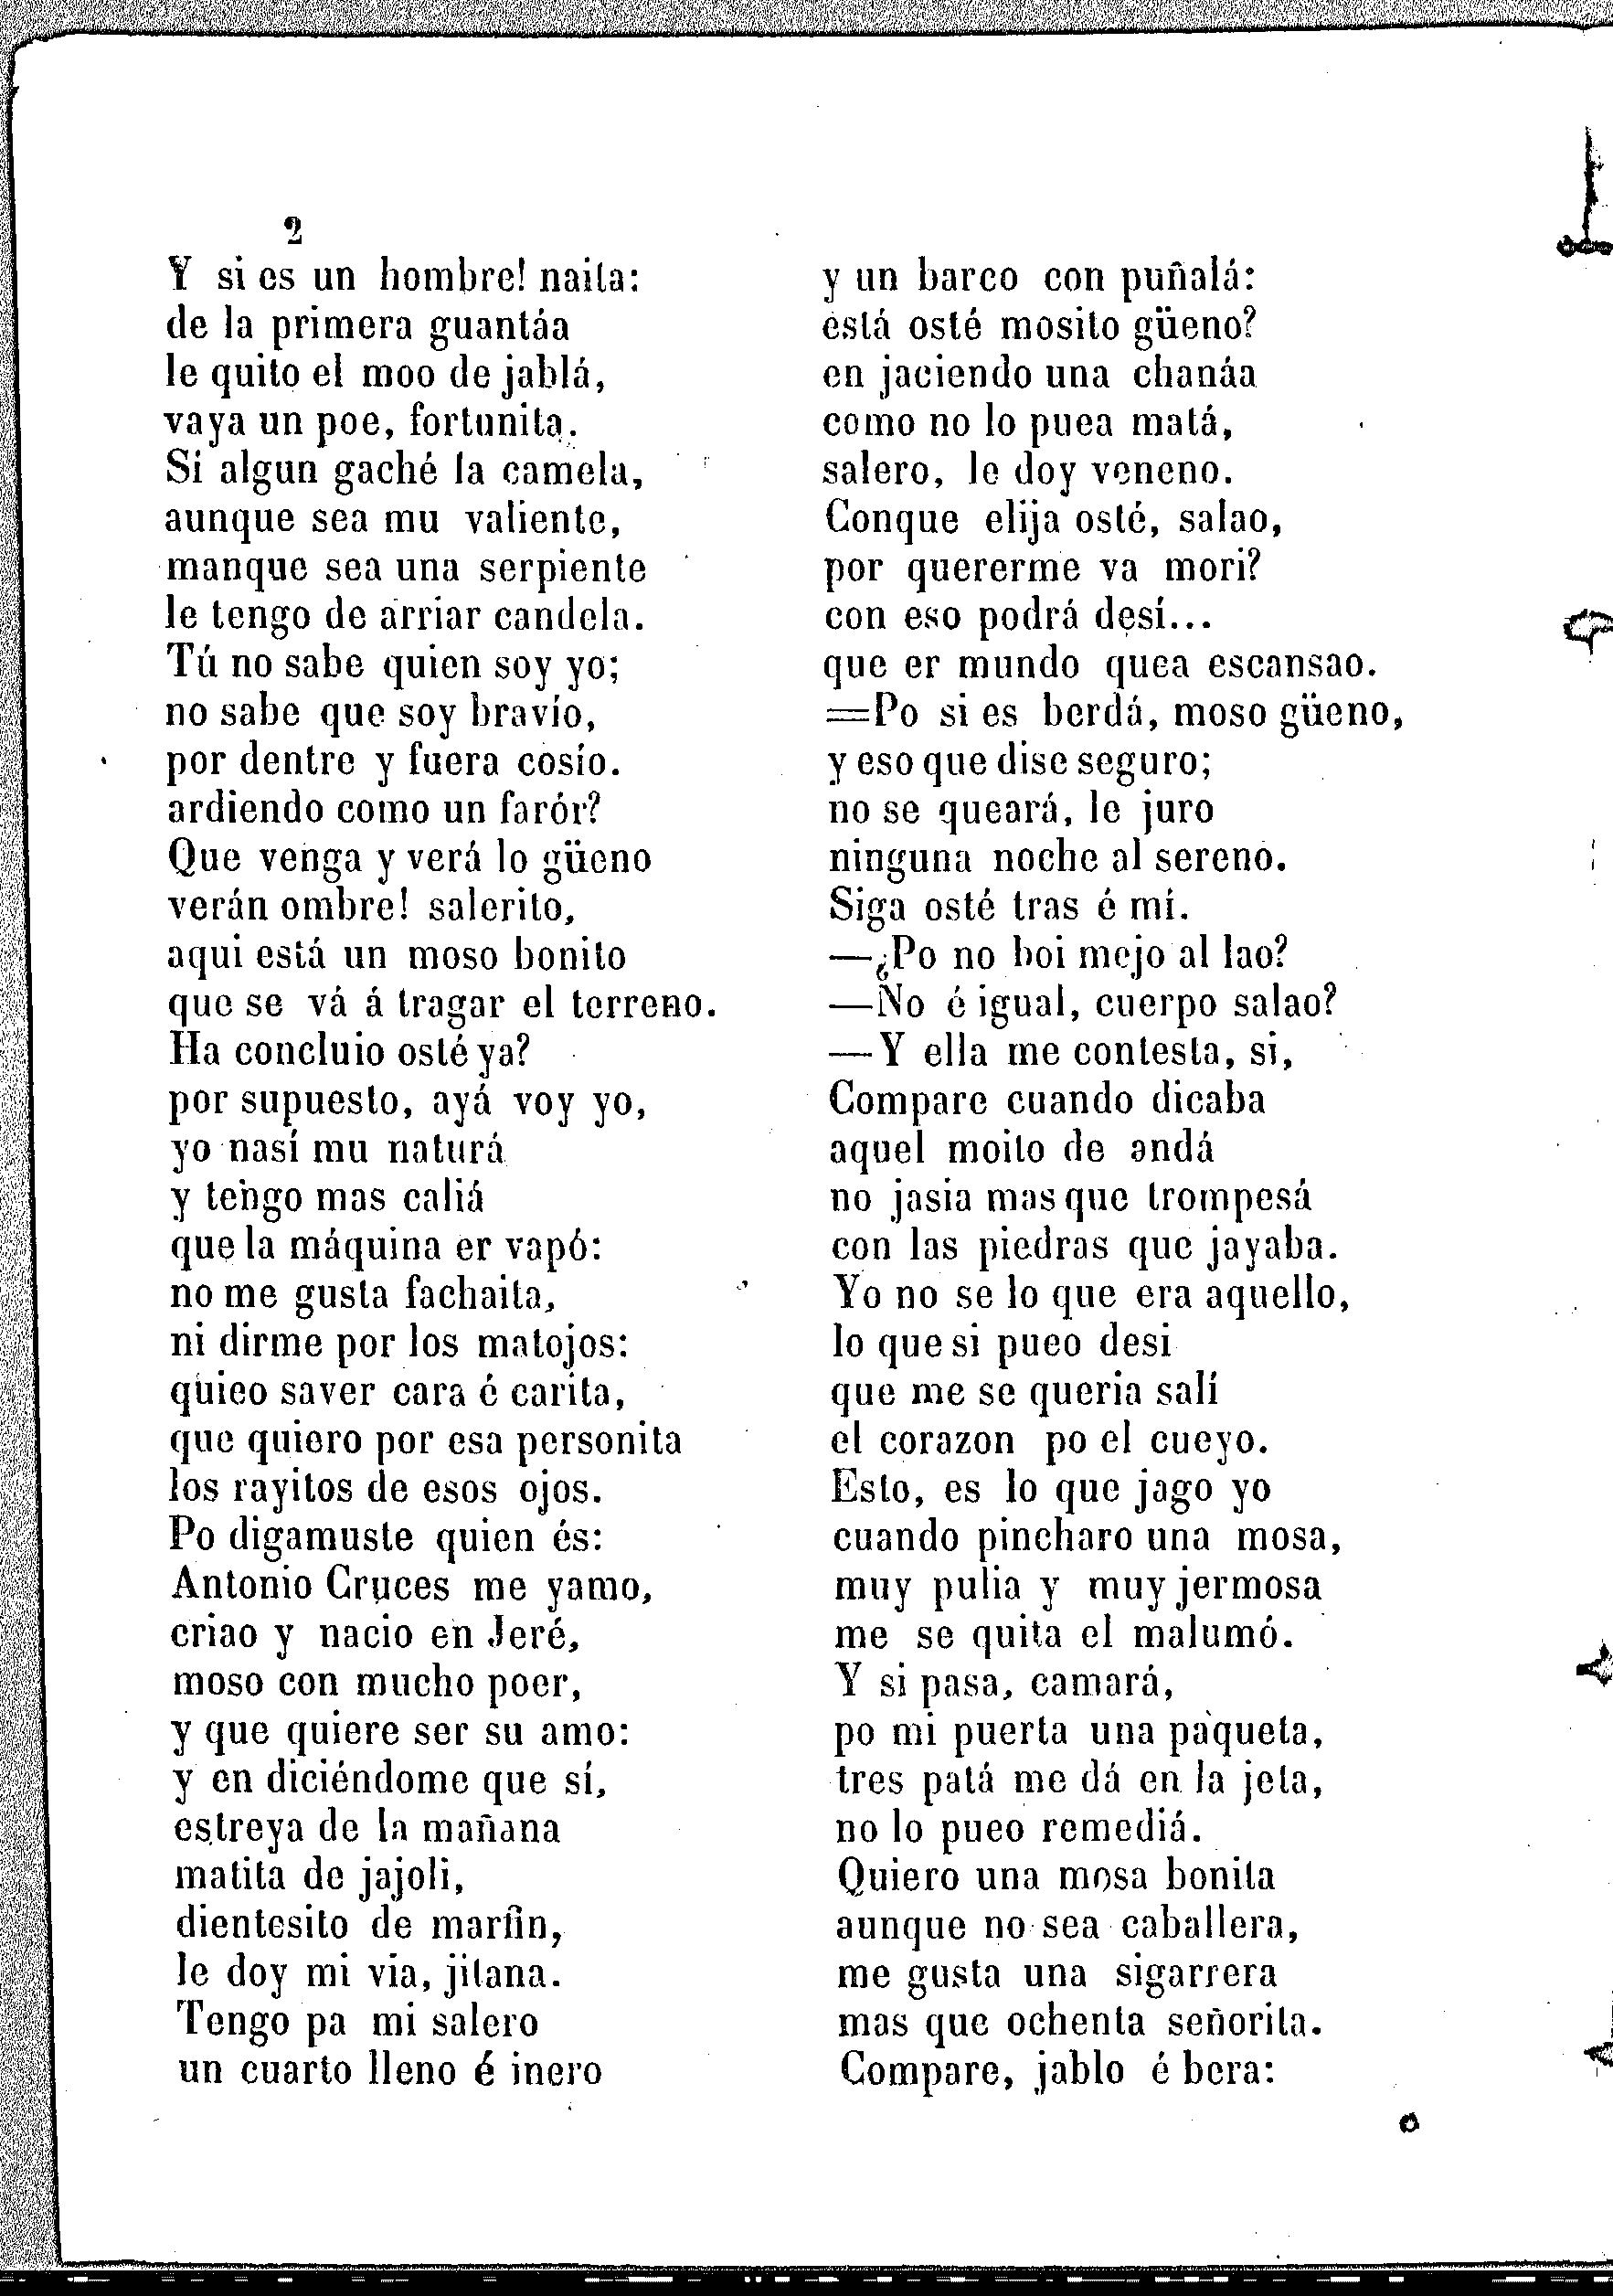 2
Y si es un hombre! naita:
de la primera guantáa
le quito el moo de jablá,
vaya un poe, fortunita.
Si algun gaché la camela,
aunque sea mu valiente,
manque sea una serpiente
le tengo de arriar candela.
Tú no sabe quien soy yo;
no sabe que soy bravío,
por dentre y fuera cosío.
ardiendo como un farór?
Que venga y verá lo güeno
verán ombre! salerito,
aqui está un moso bonito
que se vá á tragar el terreno.
Ha concluio osté ya?
por supuesto, ayá voy yo,
yo nasí mu naturá
y tengo mas caliá
que la máquina er vapó:
no me gusta fachaita,
ni dirme por los matojos:
quieo saver cara é carita,
que quiero por esa personita
los rayitos de esos ojos.
Po digamuste quien és:
Antonio Cruces me yamo,
criao y nacio en Jeré,
moso con mucho poer,
y que quiere ser su amo:
y en diciéndome que sí,
estreya de la mañana
matita de jajoli,
dientesito de marfin,
le doy mi via, jitana.
Tengo pa mi salero
un cuarto lleno é inero
y un barco con puñalá:
está osté mosito güeno?
en jaciendo una chanáa
como no lo puea matá,
salero, le doy veneno.
Conque elija osté, salao,
por quererme va mori?
con eso podrá desí...
que er mundo quea escansao.
=Po si es berdá, moso güeno,
y eso que dise seguro;
no se queará, le juro
ninguna noche al sereno.
Siga osté tras é mí.
—¿Po no boi mejo al lao?
—No é igual, cuerpo salao?
—Y ella me contesta, si,
Compare cuando dicaba
aquel moito de andá
no jasia mas que trompesá
con las piedras que jayaba.
Yo no se lo que era aquello,
lo que si pueo desi
que me se queria salí
el corazon po el cueyo.
Esto, es lo que jago yo
cuando pincharo una mosa,
muy pulia y muy jermosa
me se quita el malumó.
Y si pasa, camará,
po mi puerta una paqueta,
tres patá me dá en la jeta,
no lo pueo remediá.
Quiero una mosa bonita
aunque no sea caballera,
me gusta una sigarrera
mas que ochenta señorita.
Compare, jablo é bera: